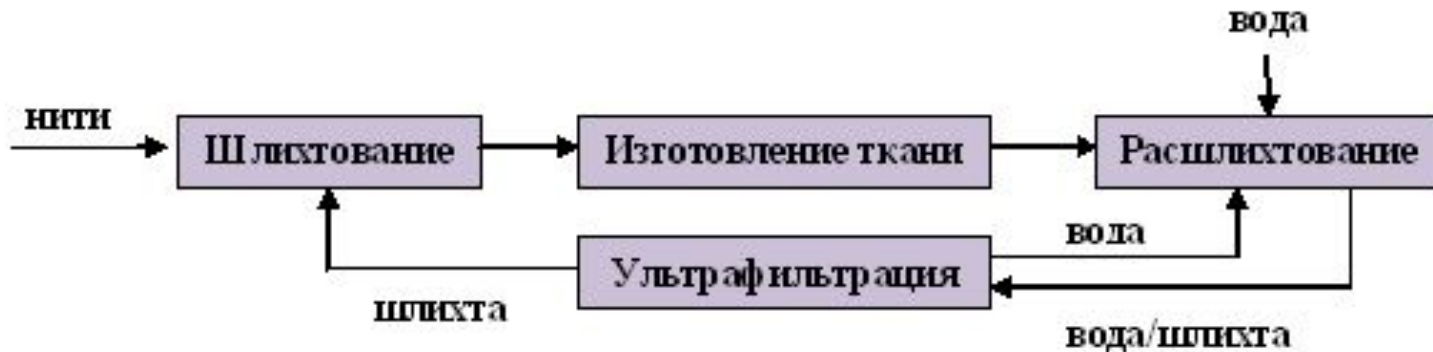 вода
нити
Шлихтование
Изготовление ткани
Расшлихтование
вода
Ультрафильтрация
шлихта
вода/шлихта